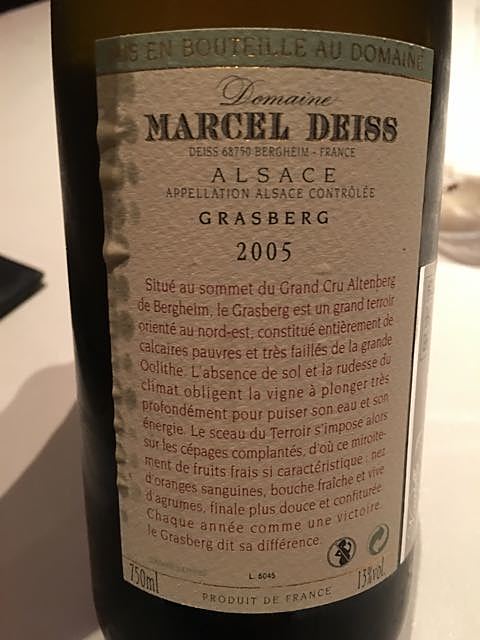 MIS EN BOUTEILLE AU DOMAINE
Domaine
MARCEL DEISS
DEISS 68750 BERGHEIM - FRANCE
ALSACE
APPELLATION ALSACE CONTRÔLÉE
GRASBERG
2005
Situé au sommet du Grand Cru Altenberg
de Bergheim, le Grasberg est un grand terroir
orienté au nord-est, constitué entièrement de
calcaires pauvres et très faillés de la grande
Oolithe. L'absence de sol et la rudesse du
climat obligent la vigne à plonger très
profondément pour puiser son eau et son
énergie. Le sceau du Terroir s'impose alors
sur les cépages complantés, d'où ce miroite-
ment de fruits frais si caractéristique : nez
d'oranges sanguines, bouche fraîche et vive
d'agrumes, finale plus douce et confiturée.
Chaque année comme une victoire,
le Grasberg dit sa différence.
750ml
L. 6045
13%vol.
PRODUIT DE FRANCE